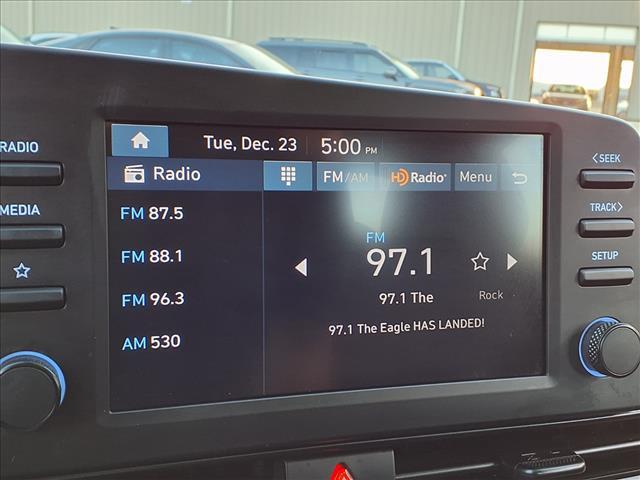 RADIO
MEDIA
Tue, Dec. 23 5:00 PM
Radio FM/AM HD Radio Menu
FM 87.5
FM 88.1
FM 96.3
AM 530
FM
97.1
97.1 The
Rock
97.1 The Eagle HAS LANDED!
<SEEK
TRACK>
SETUP